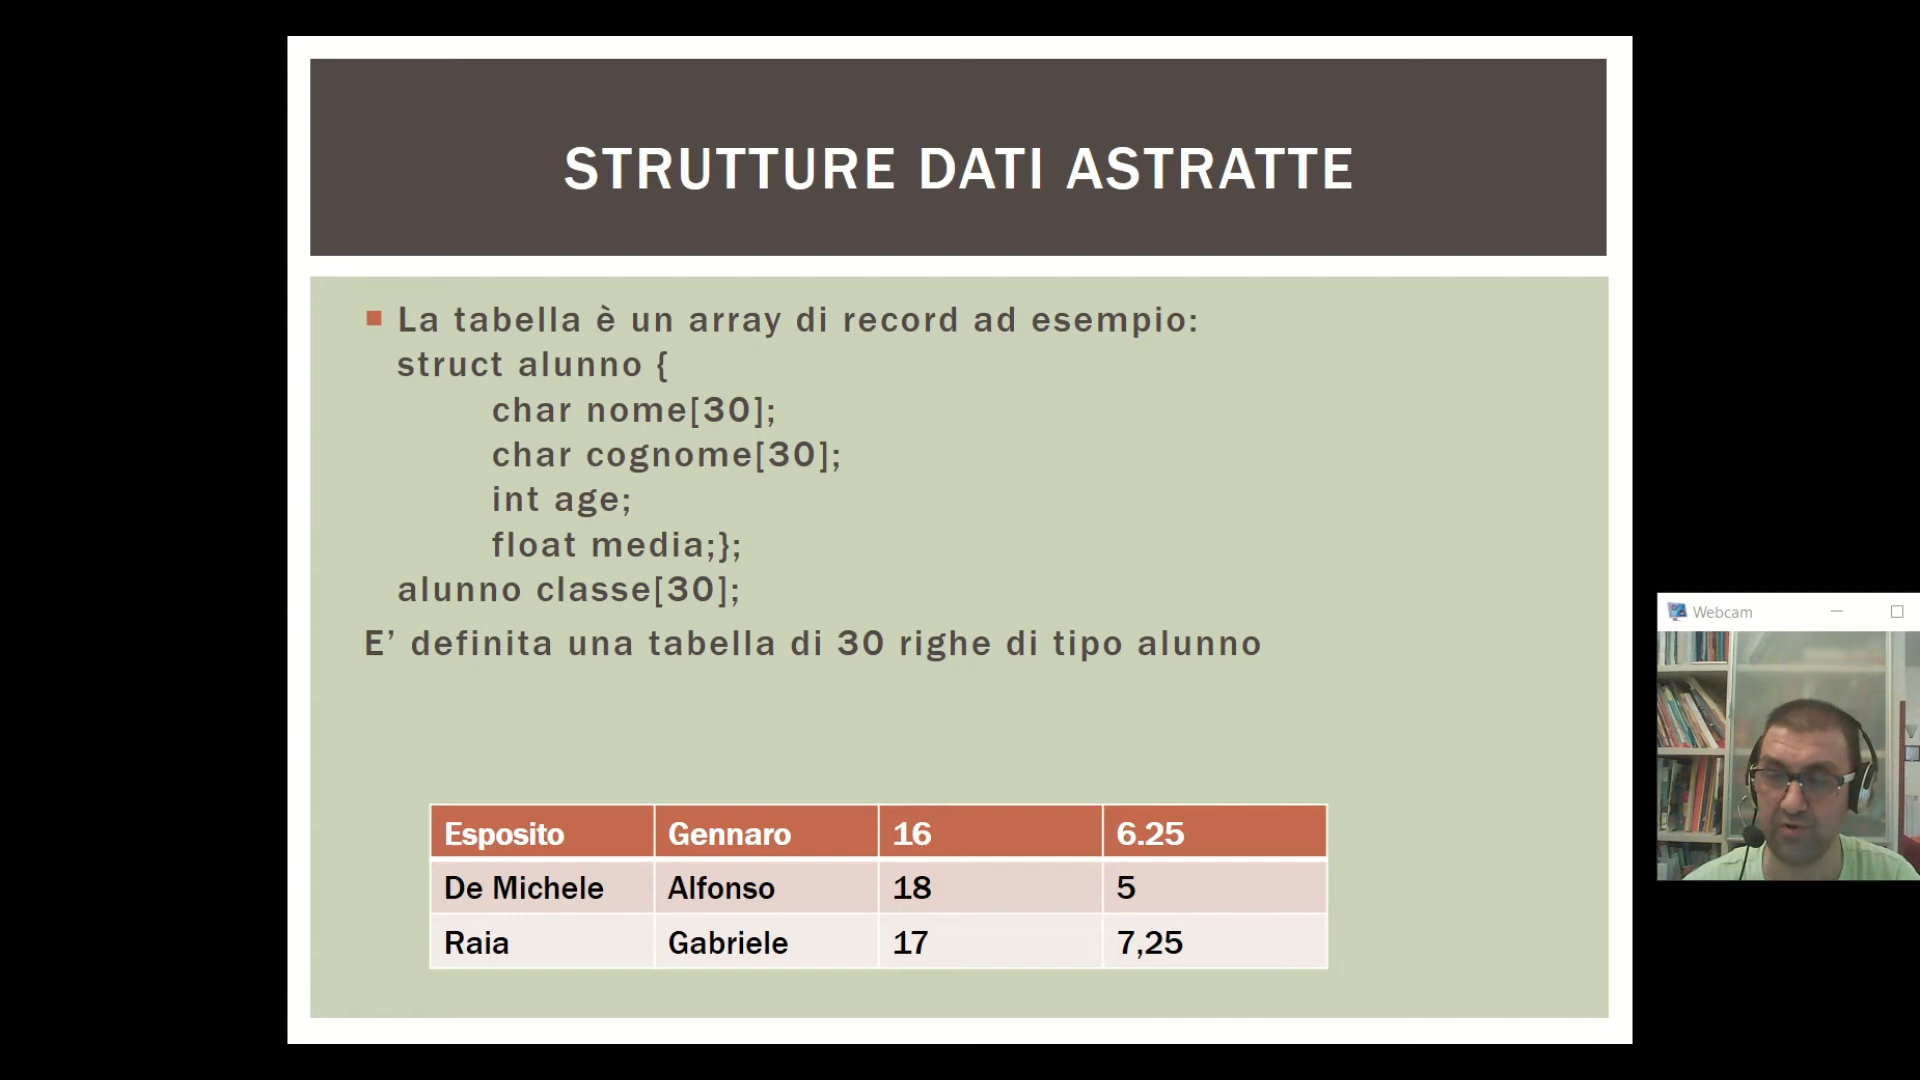 STRUTTURE DATI ASTRATTE
La tabella è un array di record ad esempio:
struct alunno {
char nome[30];
char cognome[30];
int age;
float media;};
alunno classe[30];
E’ definita una tabella di 30 righe di tipo alunno
Esposito Gennaro 16 6.25
De Michele Alfonso 18 5
Raia Gabriele 17 7,25
Webcam